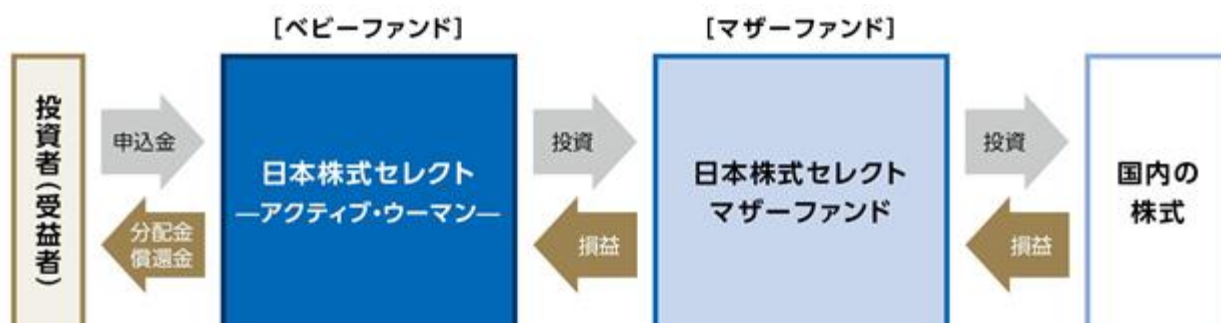 [ベビーファンド]
[マザーファンド]
投資者(受益者)
申込金
分配金
償還金
日本株式セレクト
―アクティブ・ウーマン―
投資
損益
日本株式セレクト
マザーファンド
投資
損益
国内の
株式